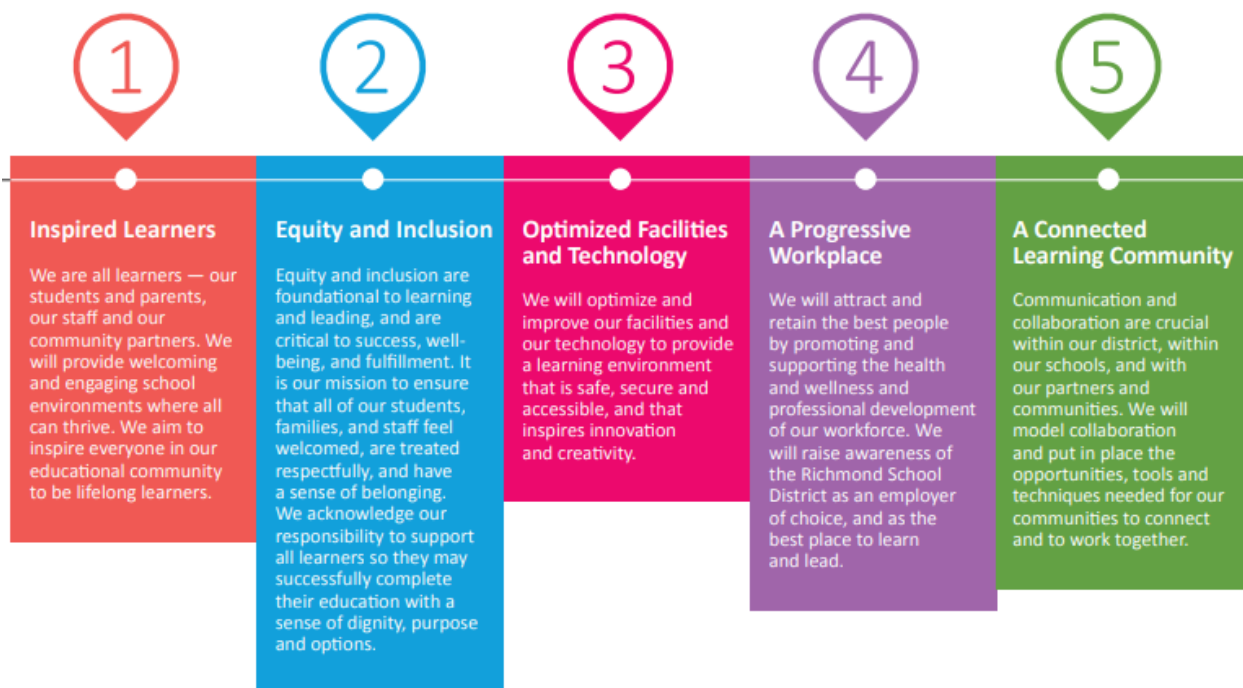 1
Inspired Learners
We are all learners — our
students and parents,
our staff and our
community partners. We
will provide welcoming
and engaging school
environments where all
can thrive. We aim to
inspire everyone in our
educational community
to be lifelong learners.
2
Equity and Inclusion
Equity and inclusion are
foundational to learning
and leading, and are
critical to success, well-
being, and fulfillment. It
is our mission to ensure
that all of our students,
families, and staff feel
welcomed, are treated
respectfully, and have
a sense of belonging.
We acknowledge our
responsibility to support
all learners so they may
successfully complete
their education with a
sense of dignity, purpose
and options.
3
Optimized Facilities
and Technology
We will optimize and
improve our facilities and
our technology to provide
a learning environment
that is safe, secure and
accessible, and that
inspires innovation
and creativity.
4
A Progressive
Workplace
We will attract and
retain the best people
by promoting and
supporting the health
and wellness and
professional development
of our workforce. We
will raise awareness of
the Richmond School
District as an employer
of choice, and as the
best place to learn
and lead.
5
A Connected
Learning Community
Communication and
collaboration are crucial
within our district, within
our schools, and with
our partners and
communities. We will
model collaboration
and put in place the
opportunities, tools and
techniques needed for our
communities to connect
and to work together.